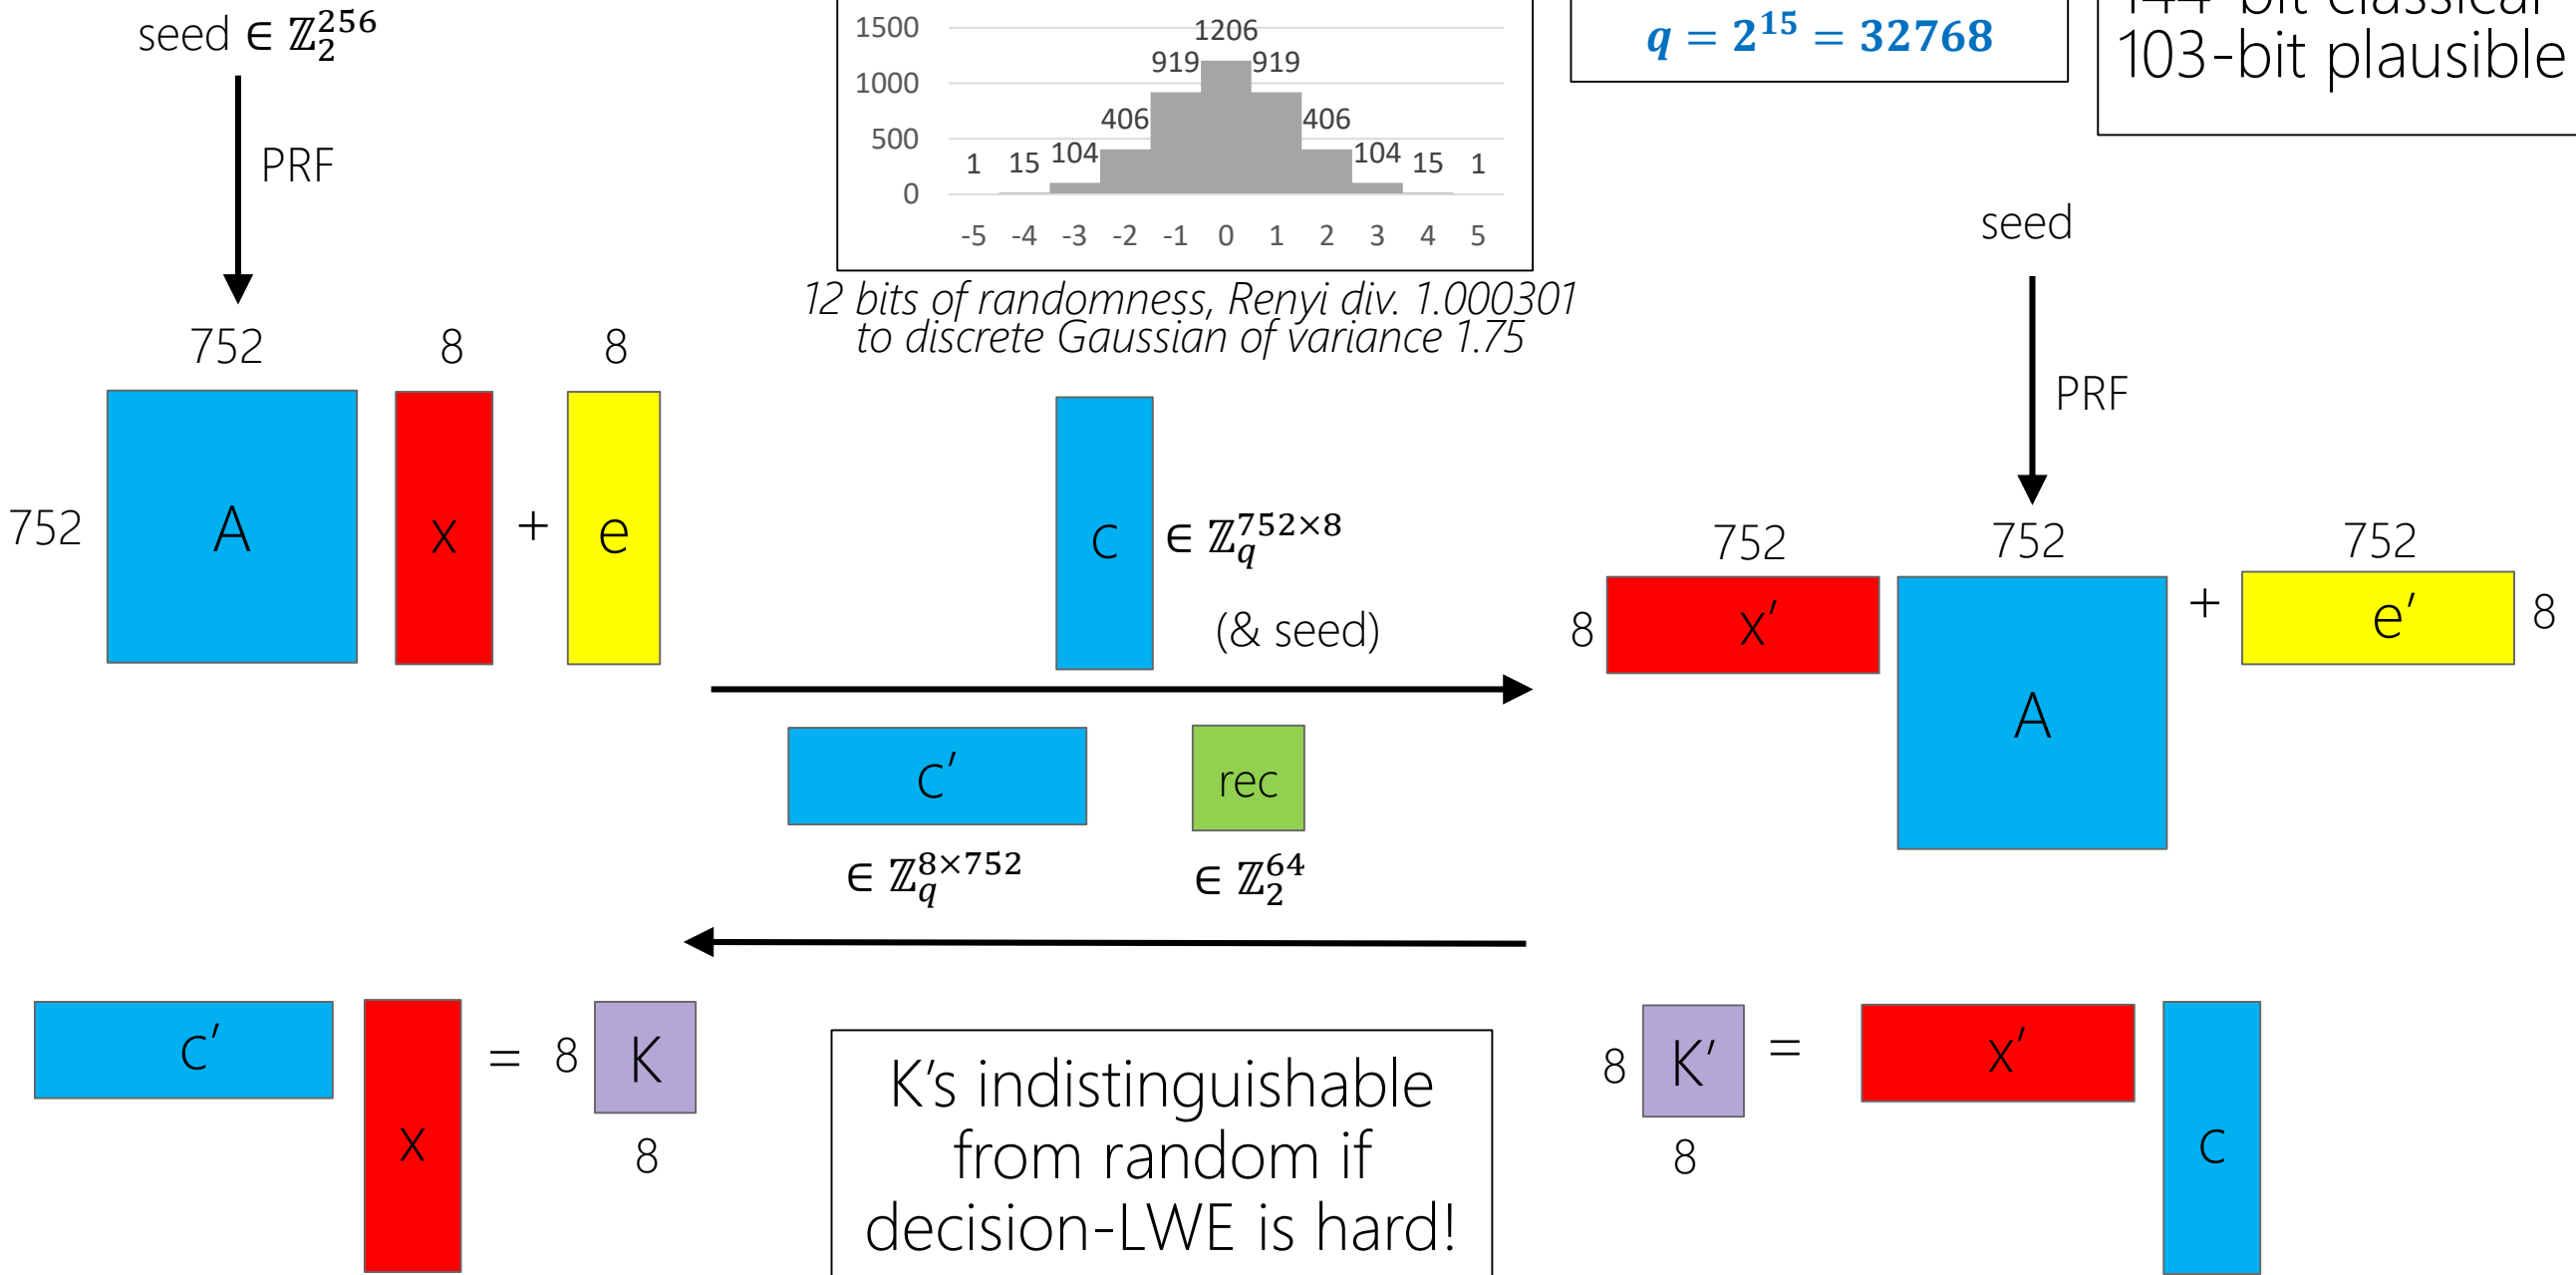 seed ∈ ℤ₂²⁵⁶
PRF
1500
1000
500
0
1 15 104 406 919 1206 919 406 104 15 1
-5 -4 -3 -2 -1 0 1 2 3 4 5
12 bits of randomness, Renyi div. 1.000301
to discrete Gaussian of variance 1.75
q = 2¹⁵ = 32768
144-bit classical
103-bit plausible
752 8 8
752 A x + e
c ∈ ℤ_q^{752×8}
(& seed)
seed
PRF
752 752 752
8 x′ A + e′ 8
c′ rec
∈ ℤ_q^{8×752} ∈ ℤ₂⁶⁴
c′ x = 8 K
8
K's indistinguishable
from random if
decision-LWE is hard!
8 K′ = x′ c
8